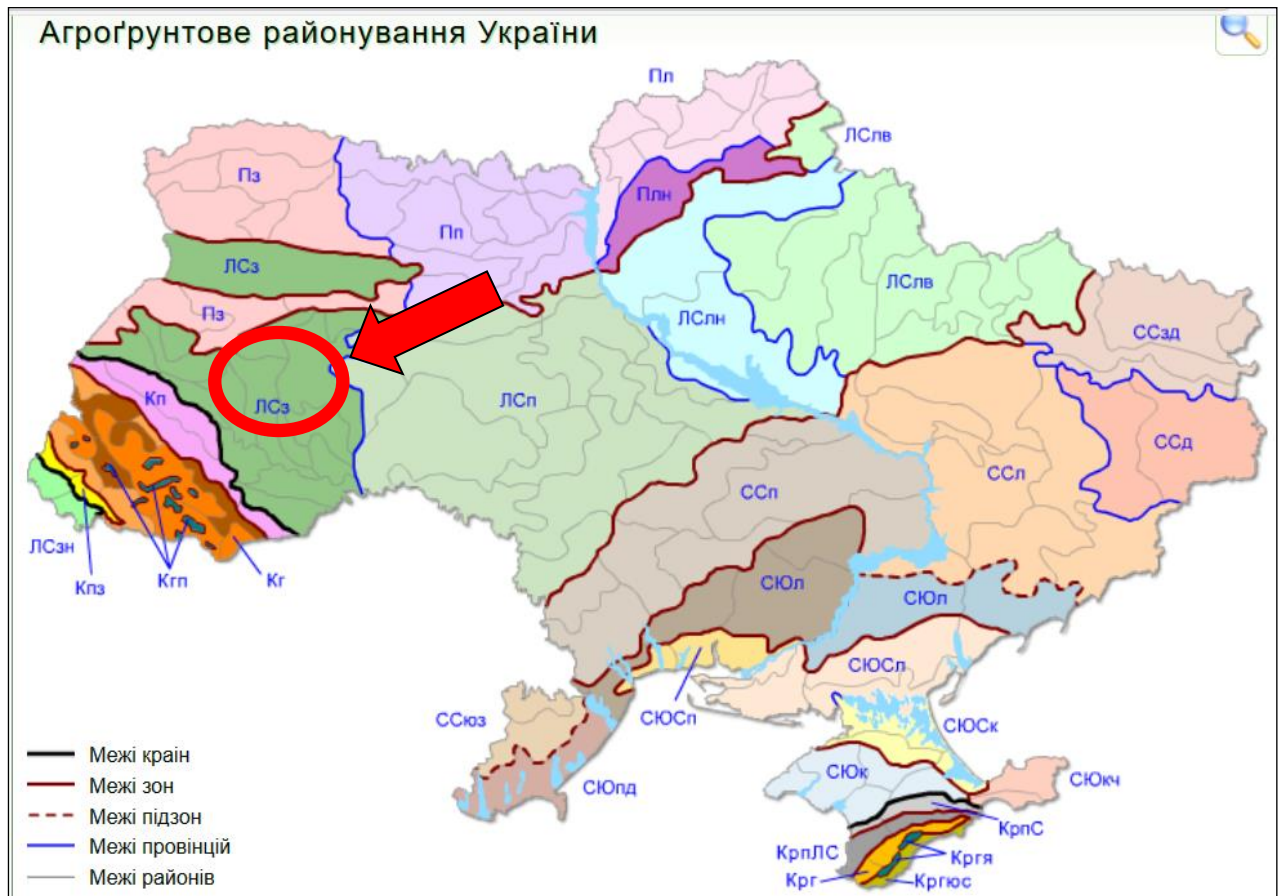 Агроґрунтове районування України
Пл
ЛСлв
Пз
Плн
Пп
ЛСз
ЛСлв
Пз
ЛСлн
ССзд
Кп
ЛСз
ЛСп
ССд
ССп
ССл
ЛСзн
Кпз
Кгп
Кг
СЮл
СЮл
СЮСл
ССюз
СЮСп
СЮСк
СЮпд
СЮк
СЮкч
КрпС
КрпЛС
Кргя
Крг
Кргюс
Межі країн
Межі зон
Межі підзон
Межі провінцій
Межі районів